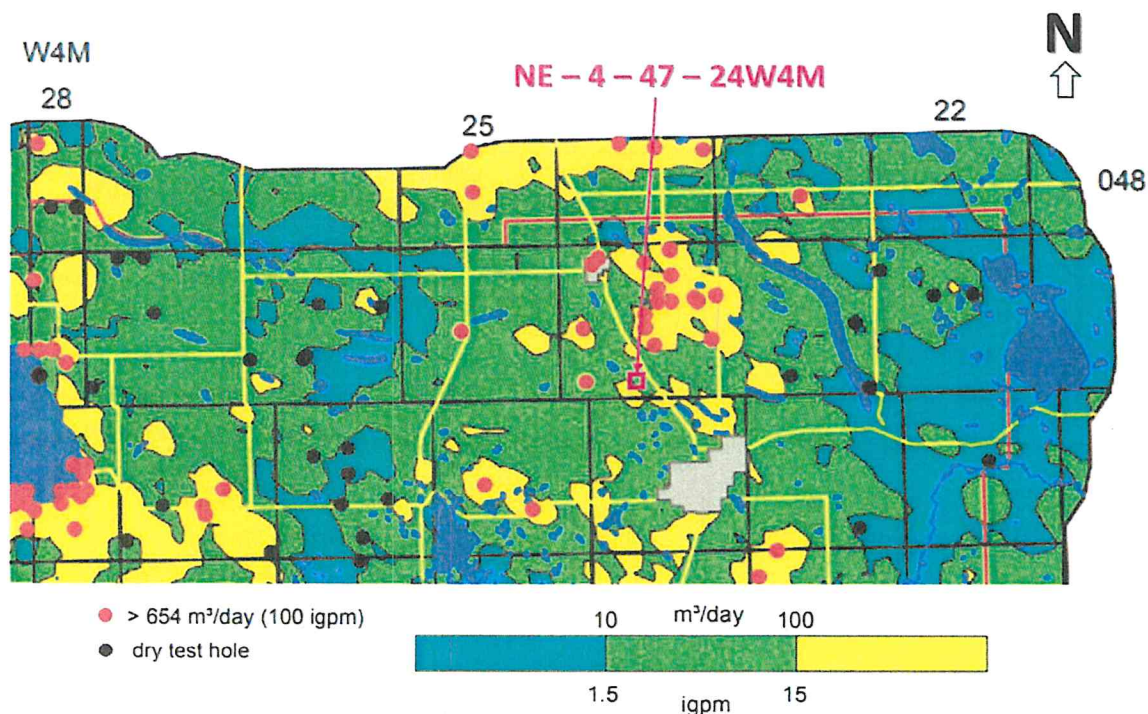 W4M
N
NE – 4 – 47 – 24W4M
28
25
22
048
> 654 m³/day (100 igpm)
dry test hole
10 m³/day 100
1.5 igpm 15